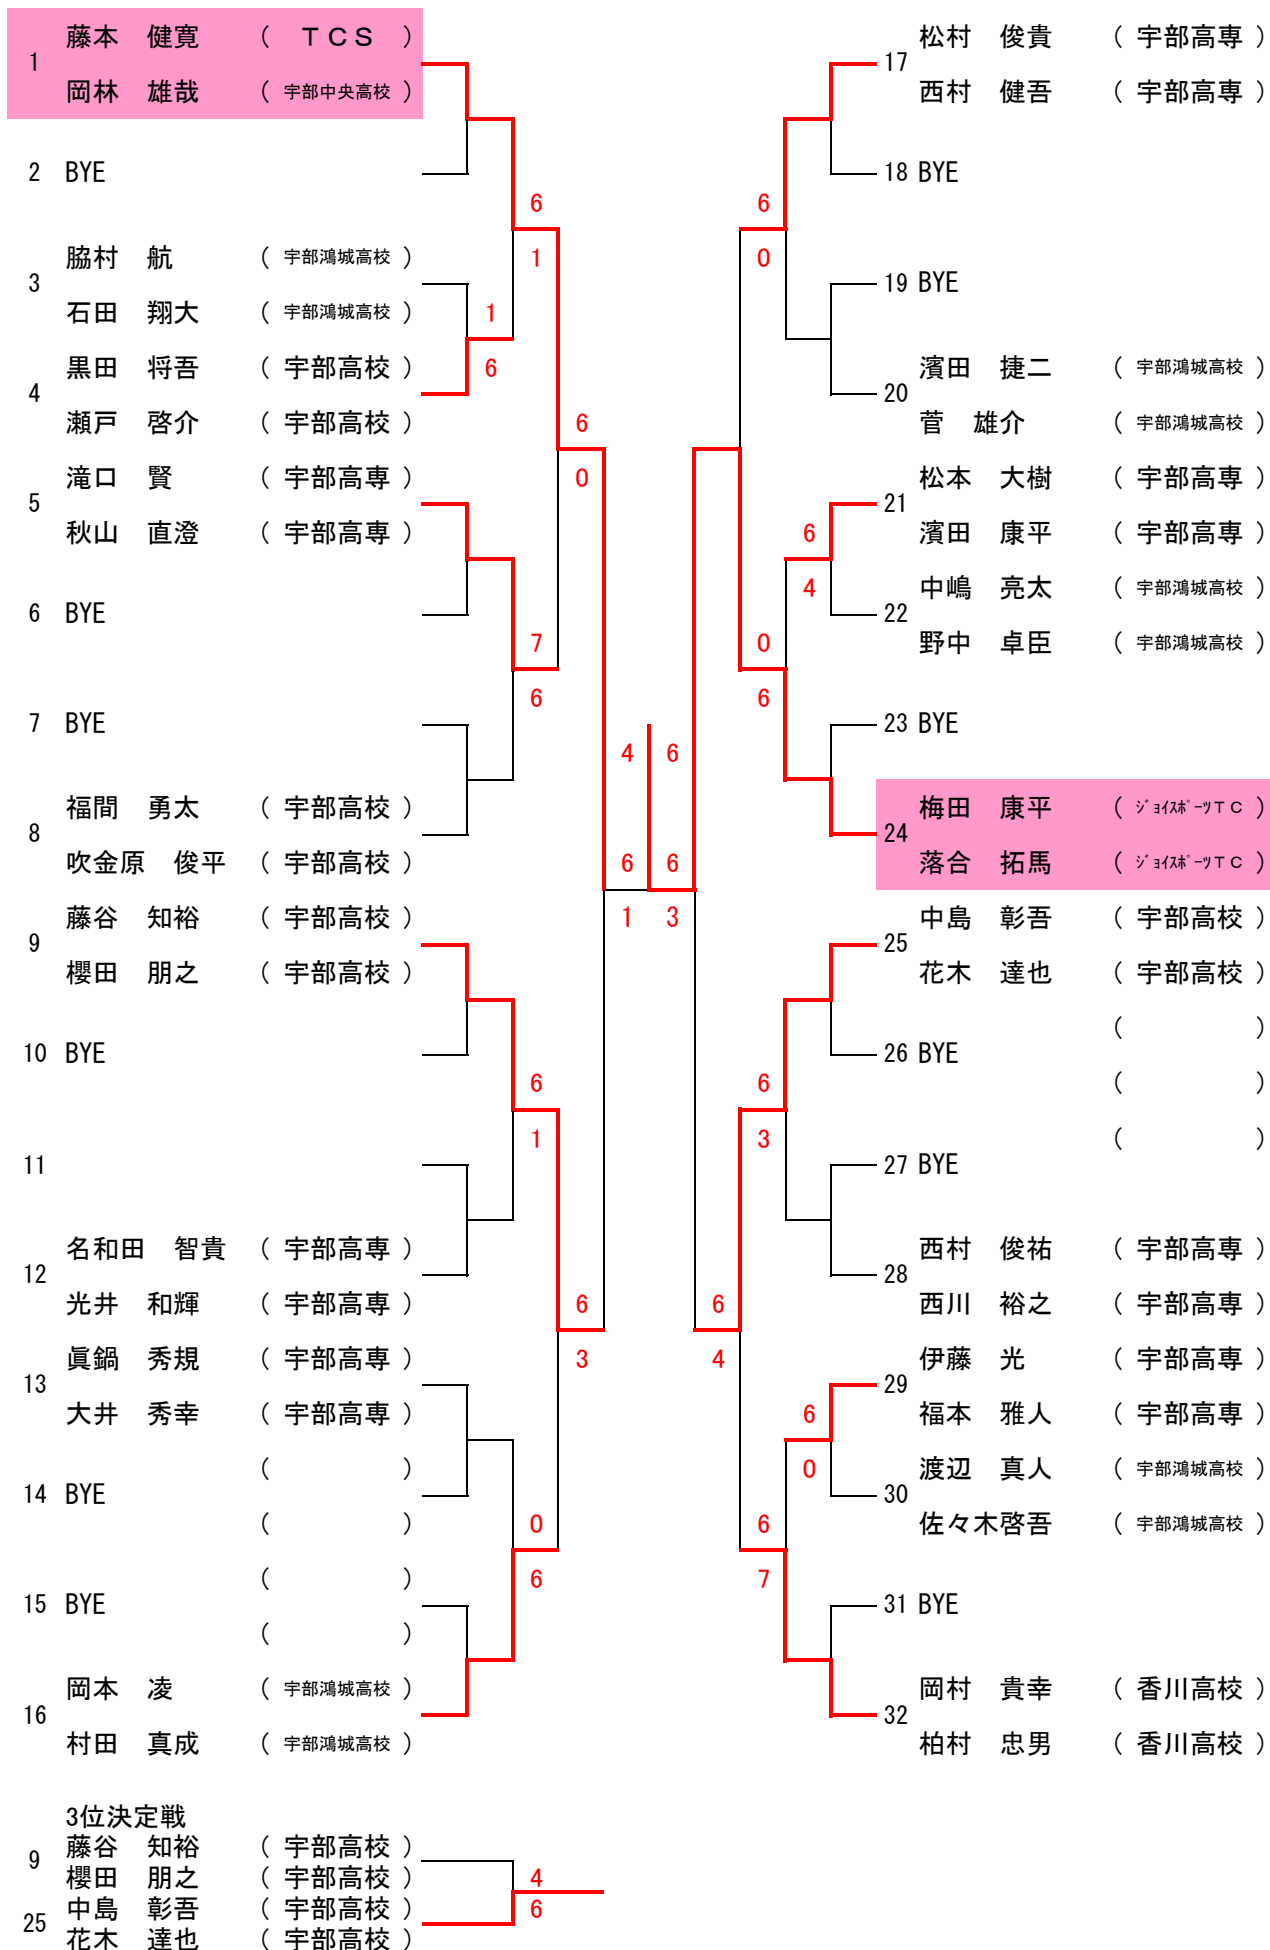 藤本 健寛 ( ＴＣＳ )
1
岡林 雄哉 ( 宇部中央高校 )
2 BYE
6
脇村 航 ( 宇部鴻城高校 )
1
3
石田 翔大 ( 宇部鴻城高校 )
1
黒田 将吾 ( 宇部高校 )
6
4
瀬戸 啓介 ( 宇部高校 )
6
滝口 賢 ( 宇部高専 )
0
5
秋山 直澄 ( 宇部高専 )
6 BYE
7
6
7 BYE
4
福間 勇太 ( 宇部高校 )
8
吹金原 俊平 ( 宇部高校 )
6
藤谷 知裕 ( 宇部高校 )
1
9
櫻田 朋之 ( 宇部高校 )
10 BYE
6
1
11
名和田 智貴 ( 宇部高専 )
12
光井 和輝 ( 宇部高専 )
6
眞鍋 秀規 ( 宇部高専 )
3
13
大井 秀幸 ( 宇部高専 )
( )
14 BYE
( )
0
( )
6
15 BYE
( )
岡本 凌 ( 宇部鴻城高校 )
16
村田 真成 ( 宇部鴻城高校 )
松村 俊貴 ( 宇部高専 )
17
西村 健吾 ( 宇部高専 )
18 BYE
6
0
19 BYE
濱田 捷二 ( 宇部鴻城高校 )
20
菅 雄介 ( 宇部鴻城高校 )
松本 大樹 ( 宇部高専 )
21
濱田 康平 ( 宇部高専 )
6
中嶋 亮太 ( 宇部鴻城高校 )
4
22
野中 卓臣 ( 宇部鴻城高校 )
0
6
23 BYE
6
梅田 康平 ( ｼﾞｮｲｽﾎﾟｰﾂＴＣ )
24
落合 拓馬 ( ｼﾞｮｲｽﾎﾟｰﾂＴＣ )
6
中島 彰吾 ( 宇部高校 )
3
25
花木 達也 ( 宇部高校 )
( )
26 BYE
( )
6
( )
3
27 BYE
西村 俊祐 ( 宇部高専 )
28
西川 裕之 ( 宇部高専 )
6
伊藤 光 ( 宇部高専 )
4
29
福本 雅人 ( 宇部高専 )
6
渡辺 真人 ( 宇部鴻城高校 )
0
30
佐々木啓吾 ( 宇部鴻城高校 )
6
7
31 BYE
岡村 貴幸 ( 香川高校 )
32
柏村 忠男 ( 香川高校 )
3位決定戦
藤谷 知裕 ( 宇部高校 )
9
櫻田 朋之 ( 宇部高校 )
4
中島 彰吾 ( 宇部高校 )
6
25
花木 達也 ( 宇部高校 )